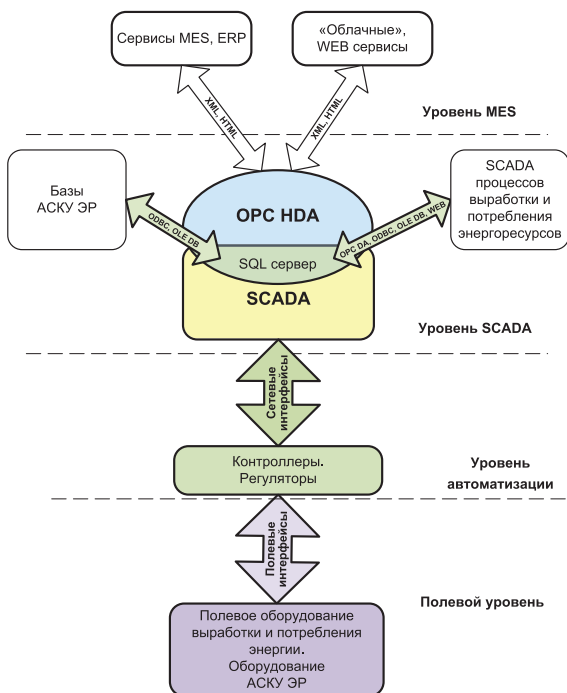 Сервисы MES, ERP
«Облачные»,
WEB сервисы
XML, HTML
XML, HTML
Уровень MES
Базы
АСКУ ЭР
ODBC, OLE DB
OPC HDA
SQL сервер
SCADA
OPC DA, ODBC, OLE DB, WEB
SCADA
процессов
выработки и
потребления
энергоресурсов
Уровень SCADA
Сетевые
интерфейсы
Контроллеры.
Регуляторы
Уровень
автоматизации
Полевые
интерфейсы
Полевой уровень
Полевое оборудование
выработки и потребления
энергии.
Оборудование
АСКУ ЭР